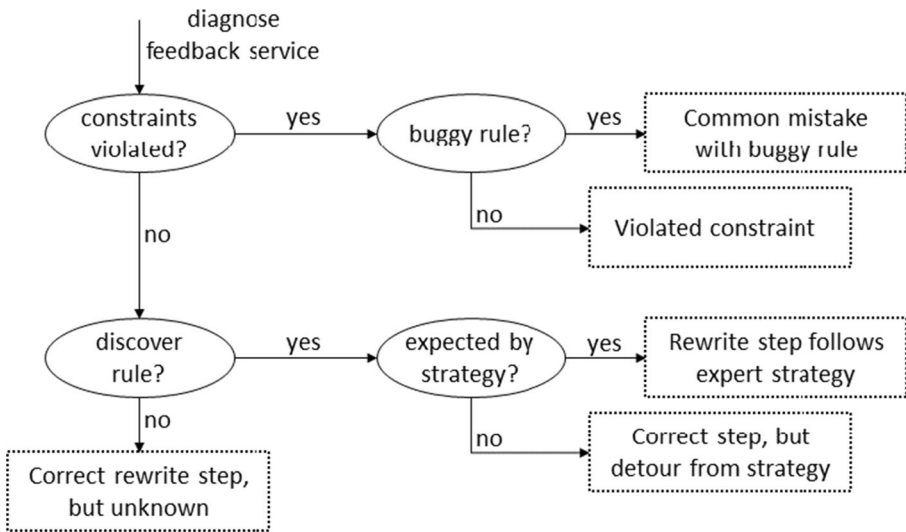 diagnose
feedback service
constraints
violated?
yes
buggy rule?
yes
Common mistake
with buggy rule
no
Violated constraint
no
discover
rule?
yes
expected by
strategy?
yes
Rewrite step follows
expert strategy
no
Correct step, but
detour from strategy
no
Correct rewrite step,
but unknown